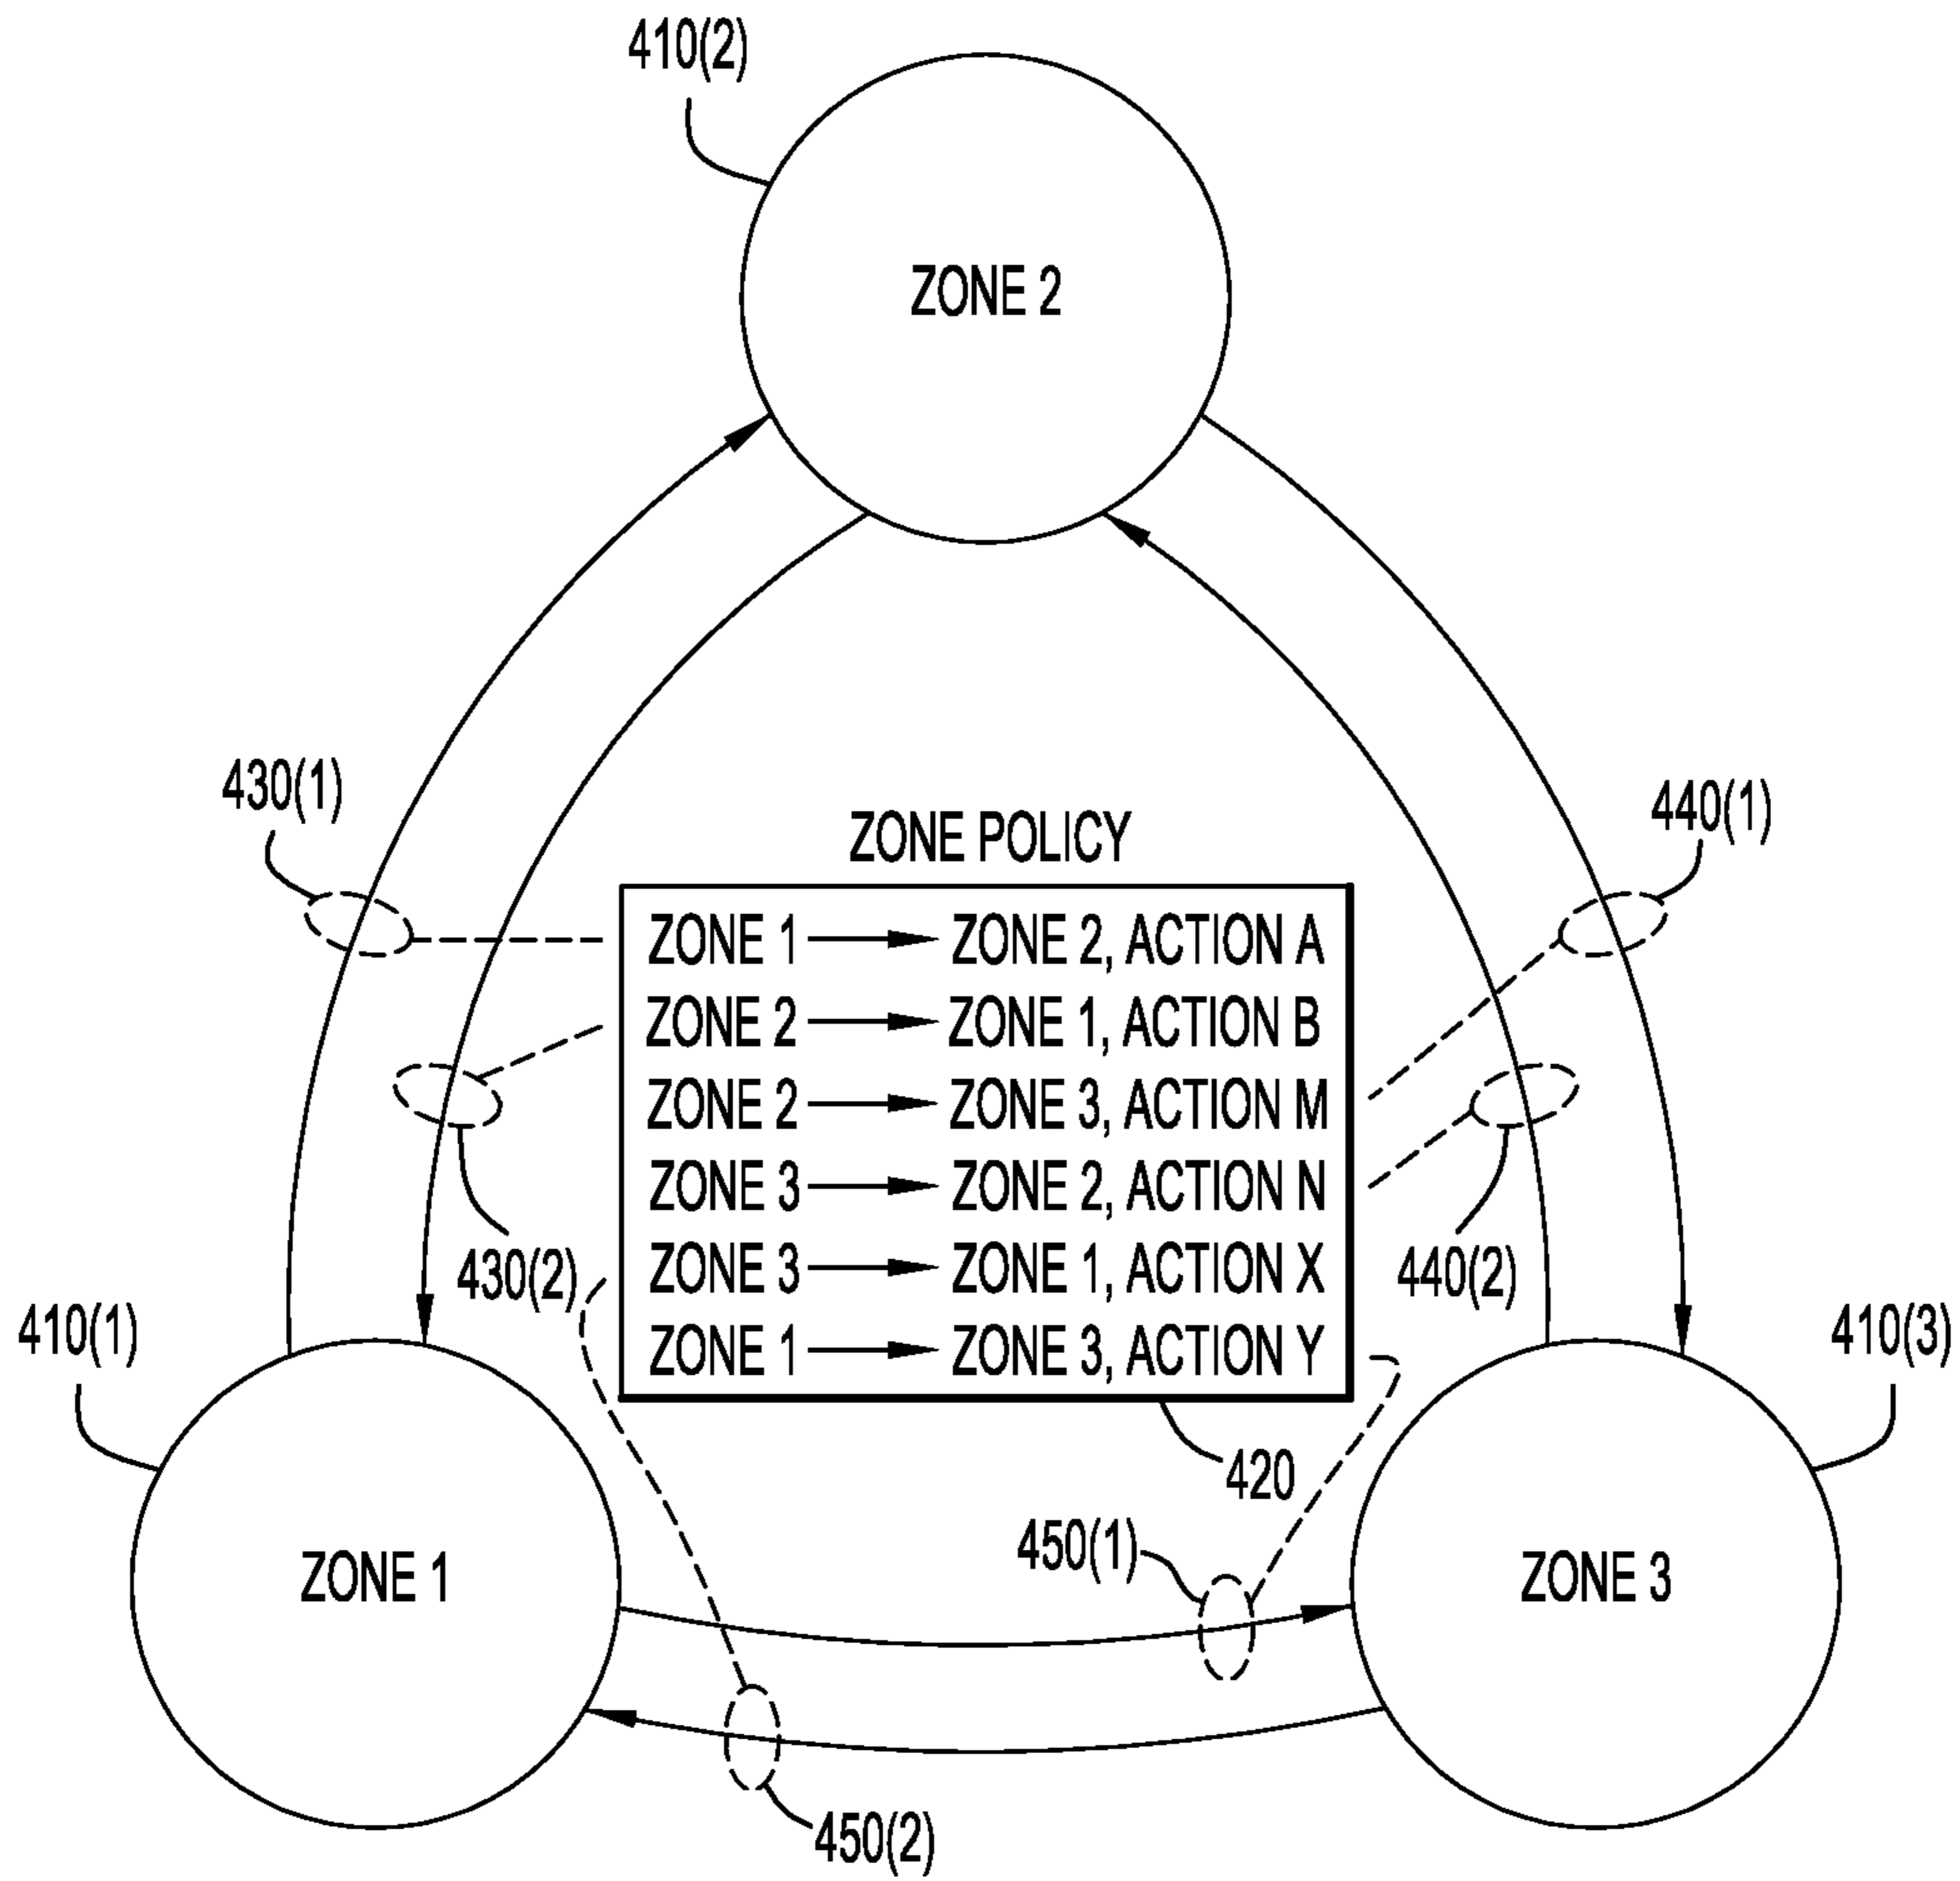 410(2)
ZONE 2
430(1)
440(1)
ZONE POLICY
ZONE 1 → ZONE 2, ACTION A
ZONE 2 → ZONE 1, ACTION B
ZONE 2 → ZONE 3, ACTION M
ZONE 3 → ZONE 2, ACTION N
ZONE 3 → ZONE 1, ACTION X
ZONE 1 → ZONE 3, ACTION Y
430(2)
440(2)
410(1)
410(3)
420
450(1)
ZONE 1
ZONE 3
450(2)